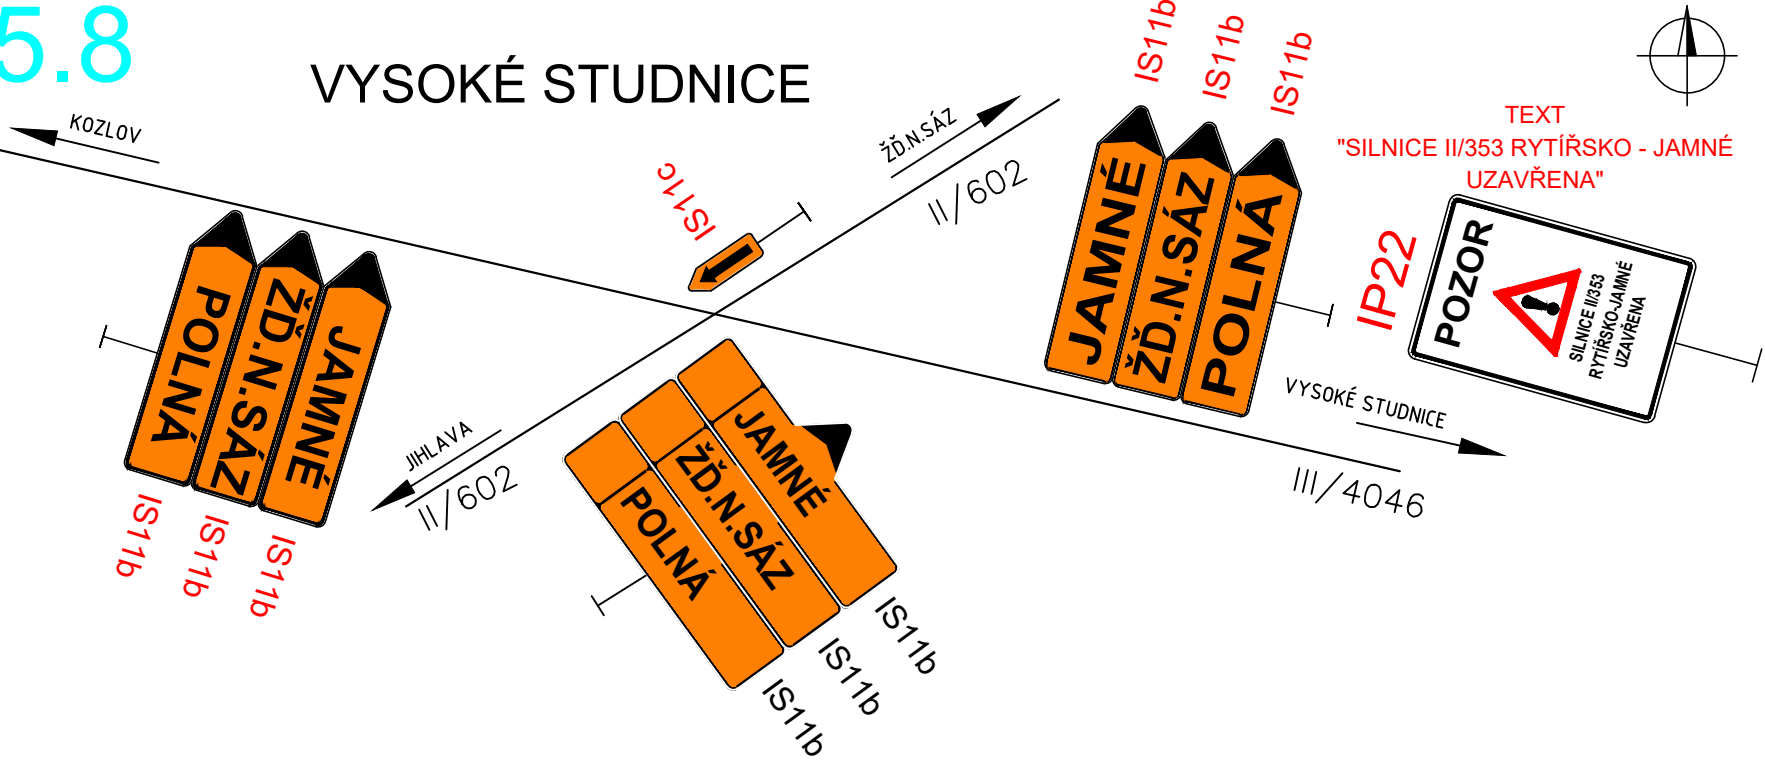 5.8
VYSOKÉ STUDNICE
KOZLOV
ŽĎ.N.SÁZ
II/602
IS11c
IS11b
IS11b
IS11b
JAMNÉ
ŽĎ.N.SÁZ
POLNÁ
TEXT
"SILNICE II/353 RYTÍŘSKO - JAMNÉ
UZAVŘENA"
IP22
POZOR
SILNICE II/353
RYTÍŘSKO-JAMNÉ
UZAVŘENA
POLNÁ
ŽĎ.N.SÁZ
JAMNÉ
IS11b
IS11b
IS11b
JIHLAVA
II/602
JAMNÉ
ŽĎ.N.SÁZ
POLNÁ
IS11b
IS11b
IS11b
VYSOKÉ STUDNICE
III/4046